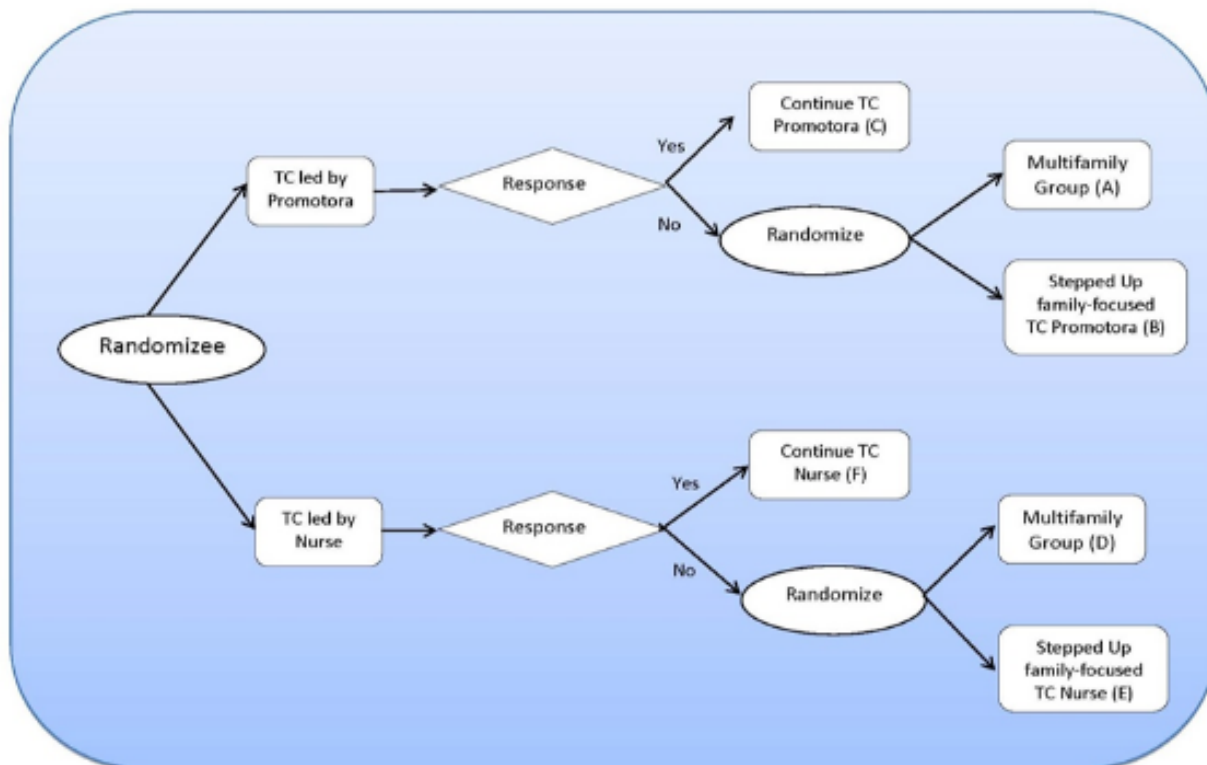 Continue TC
Promotora (C)
Yes
Multifamily
Group (A)
TC led by
Promotora
Response
No
Randomize
Stepped Up
family-focused
TC Promotora (B)
Randomizee
Continue TC
Nurse (F)
Yes
TC led by
Nurse
Response
Multifamily
Group (D)
No
Randomize
Stepped Up
family-focused
TC Nurse (E)